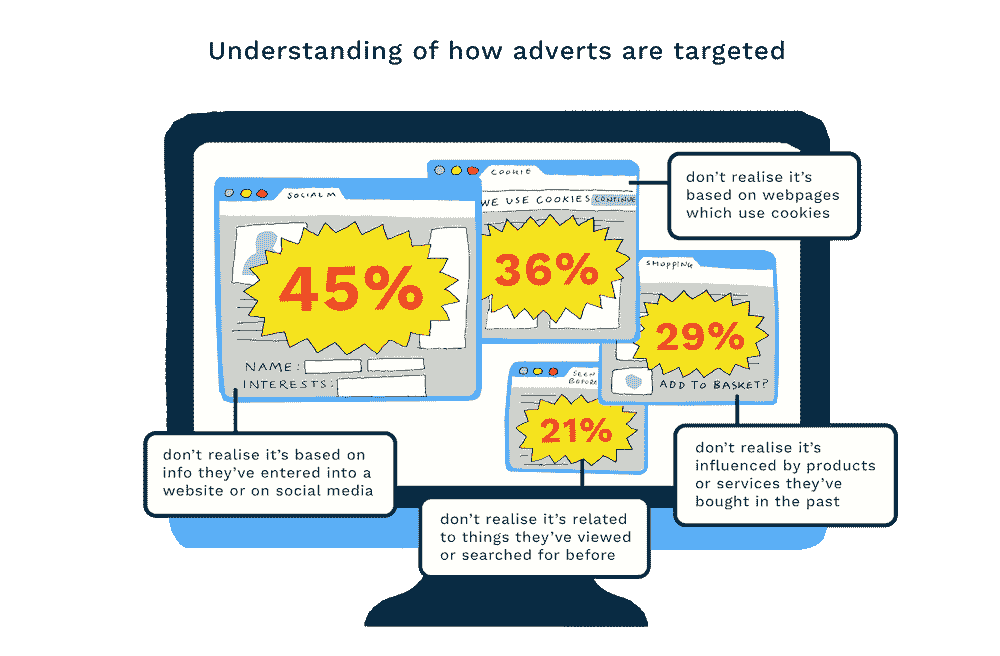 Understanding of how adverts are targeted
SOCIAL M
45%
NAME:
INTERESTS:
don't realise it's based on
info they've entered into a
website or on social media
COOKIE
WE USE COOKIES CONTINUE
36%
don't realise it's
based on webpages
which use cookies
SHOPPING
29%
ADD TO BASKET?
don't realise it's
influenced by products
or services they've
bought in the past
SEEN
BEFORE
21%
don't realise it's related
to things they've viewed
or searched for before